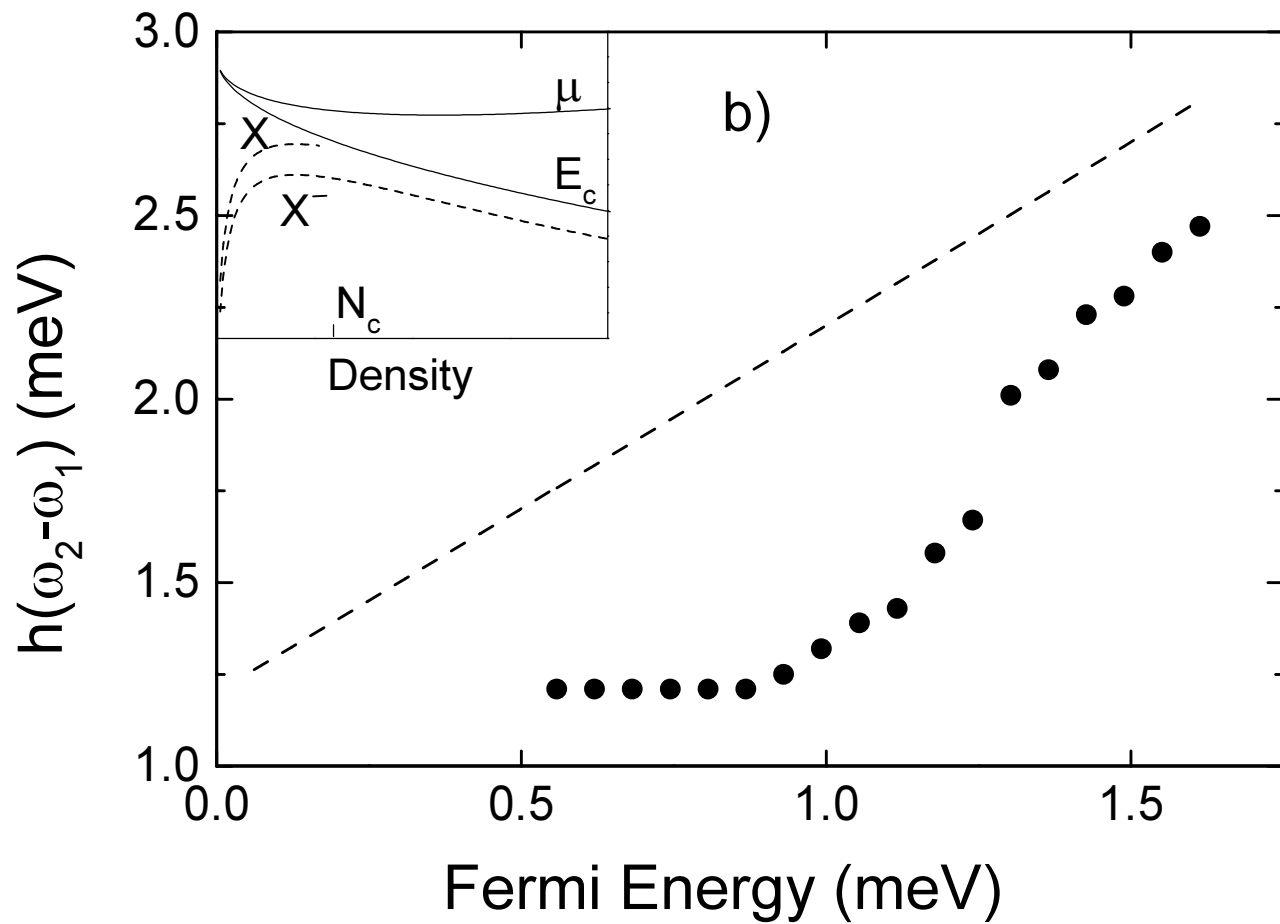 3.0
2.5
2.0
1.5
1.0
h(ω₂-ω₁) (meV)
b)
μ
X
E_c
X⁻
N_c
Density
0.0 0.5 1.0 1.5
Fermi Energy (meV)